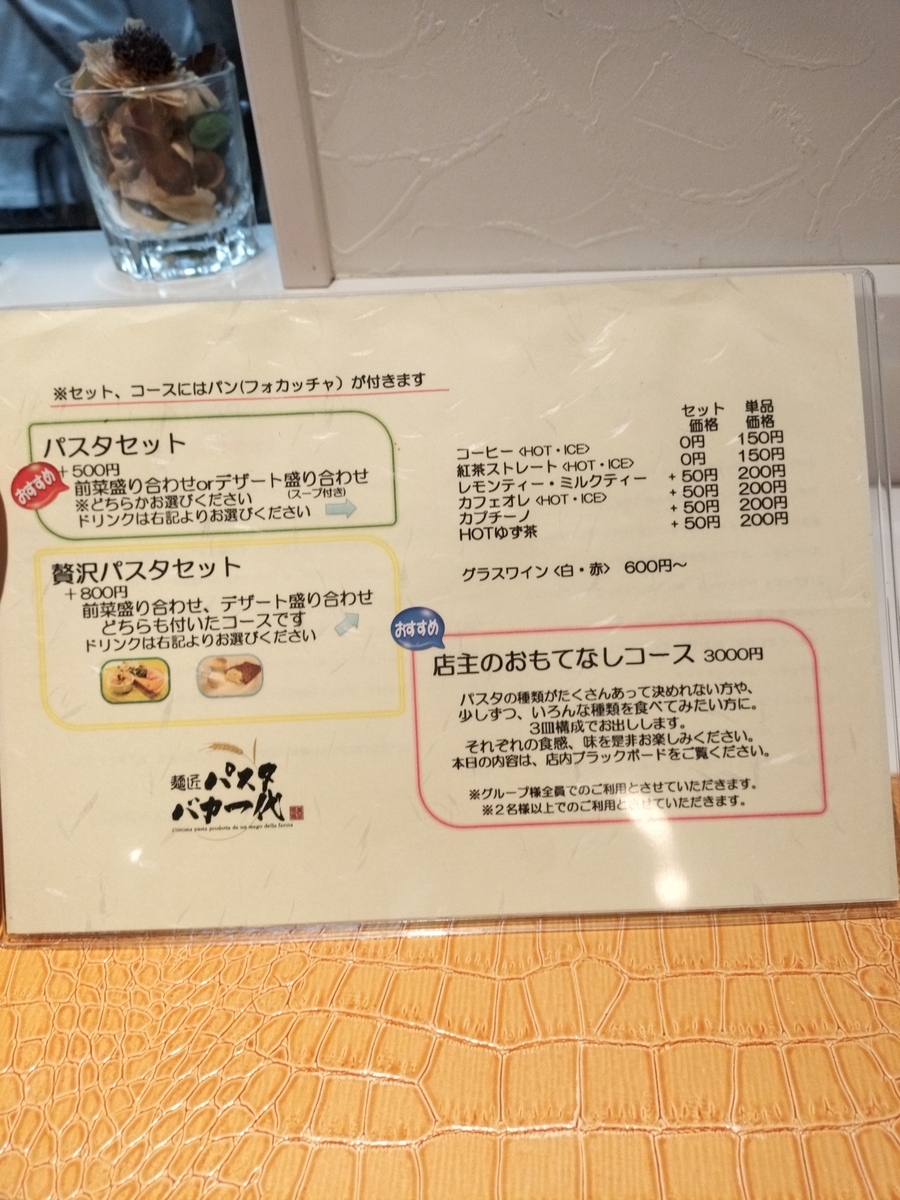 ※セット、コースにはパン(フォカッチャ）が付きます
パスタセット
おすすめ
+500円
前菜盛り合わせorデザート盛り合わせ
※どちらかお選びください
(スープ付き)
ドリンクは右記よりお選びください
贅沢パスタセット
+800円
前菜盛り合わせ、デザート盛り合わせ
どちらも付いたコースです
ドリンクは右記よりお選びください
麺匠 パスタ
バカ一代
セット 単品
価格 価格
コーヒー<HOT・ICE> 0円 150円
紅茶ストレート<HOT・ICE> 0円 150円
レモンティー・ミルクティー +50円 200円
カフェオレ<HOT・ICE> +50円 200円
カプチーノ +50円 200円
HOTゆず茶 +50円 200円
グラスワイン<白・赤> 600円～
おすすめ
店主のおもてなしコース 3000円
パスタの種類がたくさんあって決めれない方や、
少しずつ、いろんな種類を食べてみたい方に。
3皿構成でお出しします。
それぞれの食感、味を是非お楽しみください。
本日の内容は、店内ブラックボードをご覧ください。
※グループ様全員でのご利用とさせていただきます。
※２名様以上でのご利用とさせていただきます。